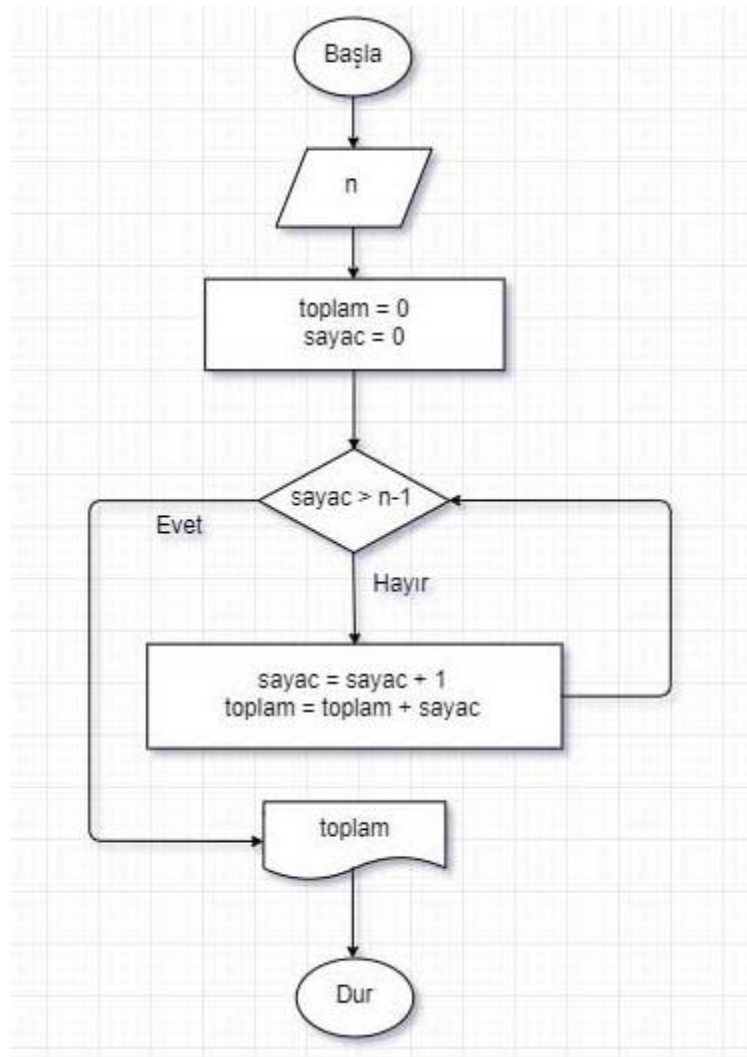 Başla
n
toplam = 0
sayac = 0
sayac > n-1
Evet
Hayır
sayac = sayac + 1
toplam = toplam + sayac
toplam
Dur